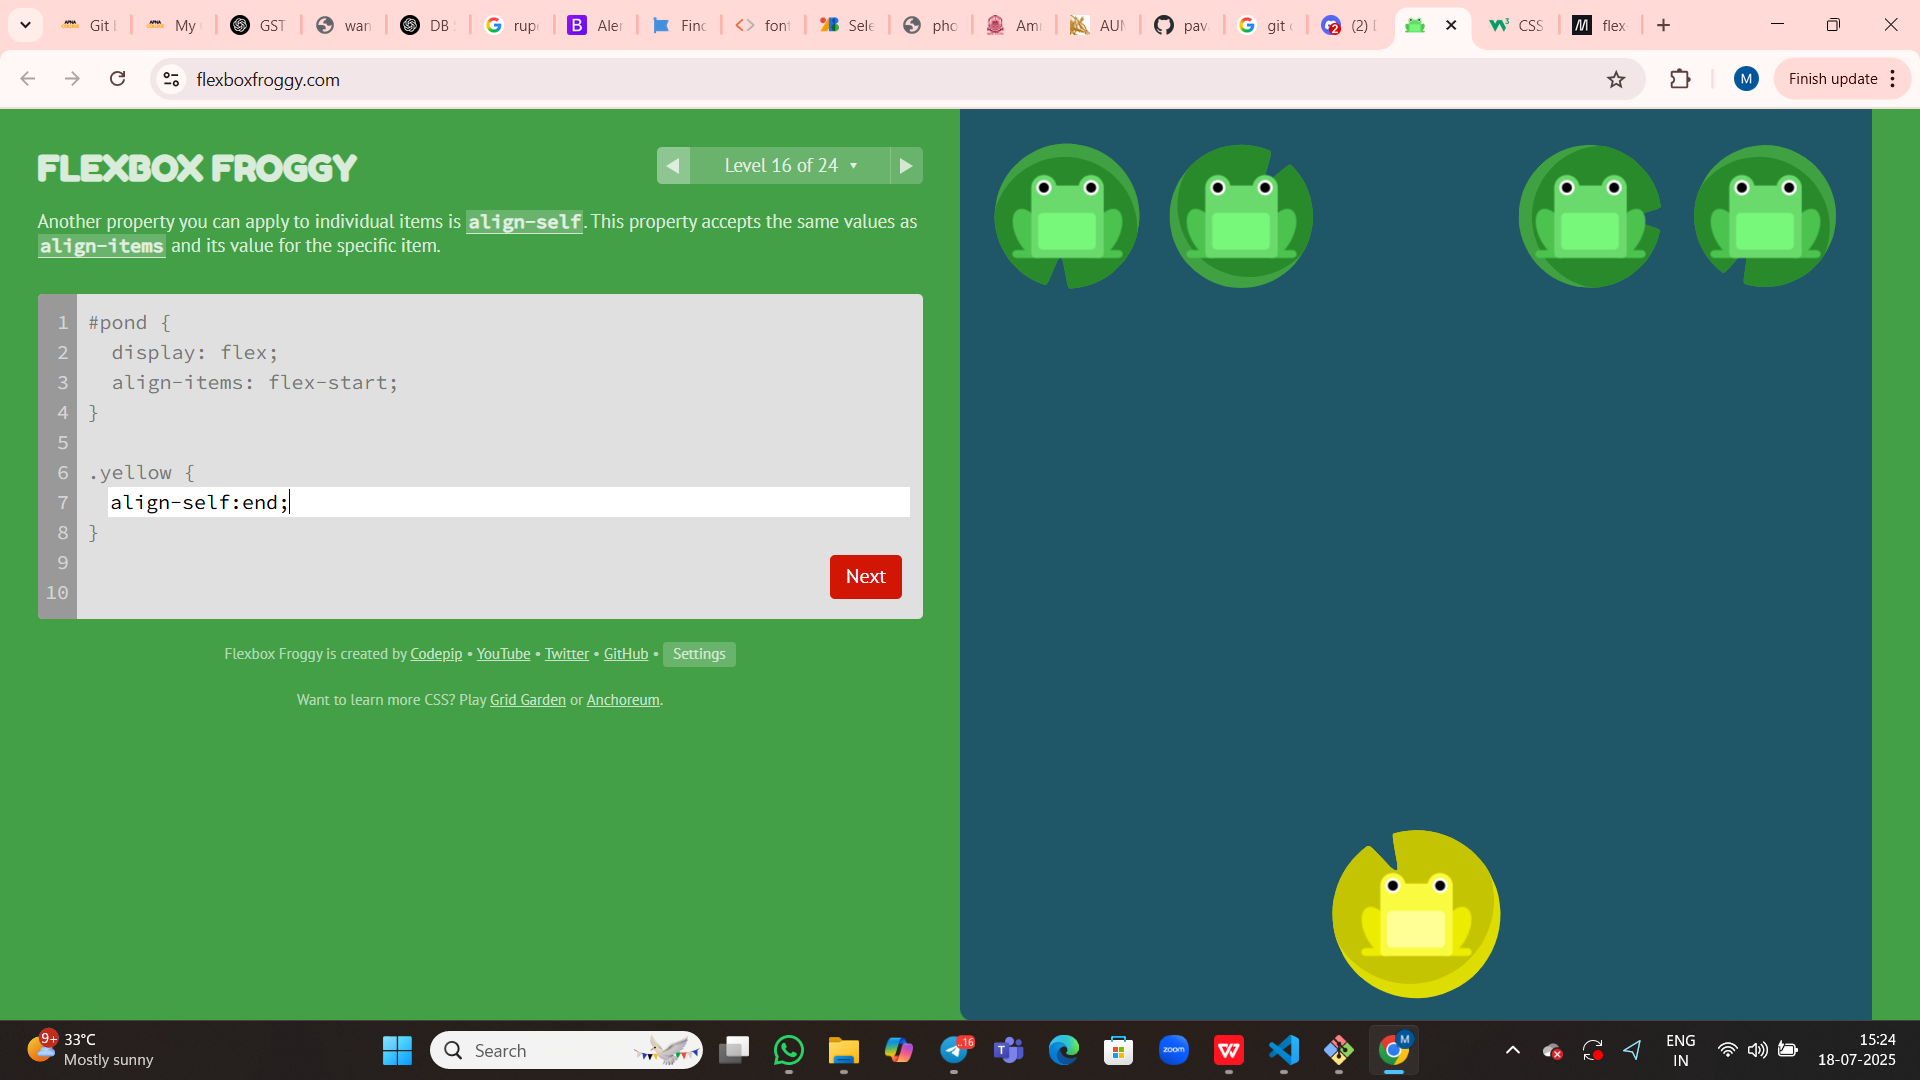 Git
My
GST
wan
DB
rup
B Aler
Finc
font
Sele
pho
Am
AUN
pav
git
(2)
CSS
M flex
flexboxfroggy.com
M
Finish update
FLEXBOX FROGGY
Level 16 of 24
Another property you can apply to individual items is align-self. This property accepts the same values as
align-items and its value for the specific item.
1 #pond {
2 display: flex;
3 align-items: flex-start;
4 }
5
6 .yellow {
7 align-self:end;
8 }
9
10
Next
Flexbox Froggy is created by Codepip • YouTube • Twitter • GitHub • Settings
Want to learn more CSS? Play Grid Garden or Anchoreum.
9+
33°C
Mostly sunny
Search
..16
zoom
M
ENG
IN
15:24
18-07-2025